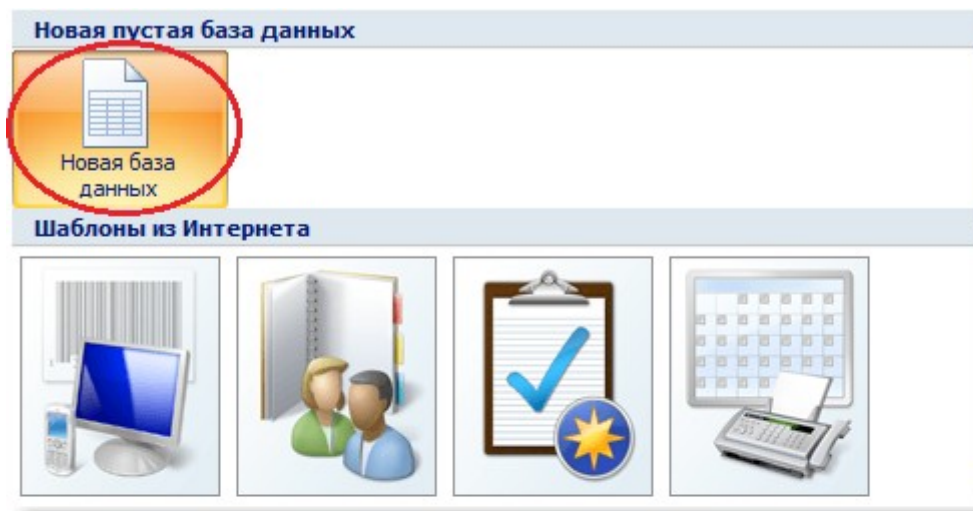 Новая пустая база данных
Новая база
данных
Шаблоны из Интернета